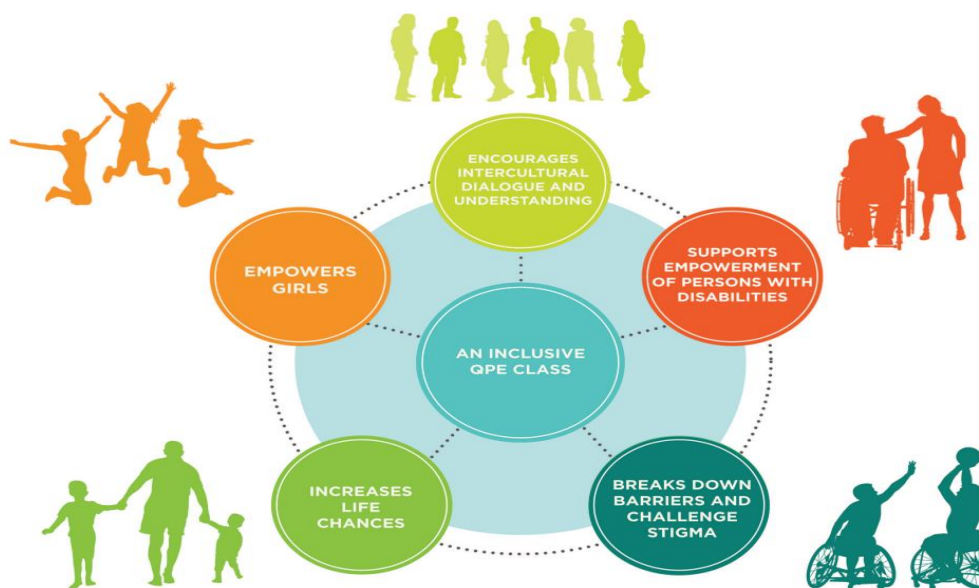 ENCOURAGES
INTERCULTURAL
DIALOGUE AND
UNDERSTANDING
EMPOWERS
GIRLS
SUPPORTS
EMPOWERMENT
OF PERSONS WITH
DISABILITIES
AN INCLUSIVE
QPE CLASS
INCREASES
LIFE
CHANCES
BREAKS DOWN
BARRIERS AND
CHALLENGE
STIGMA